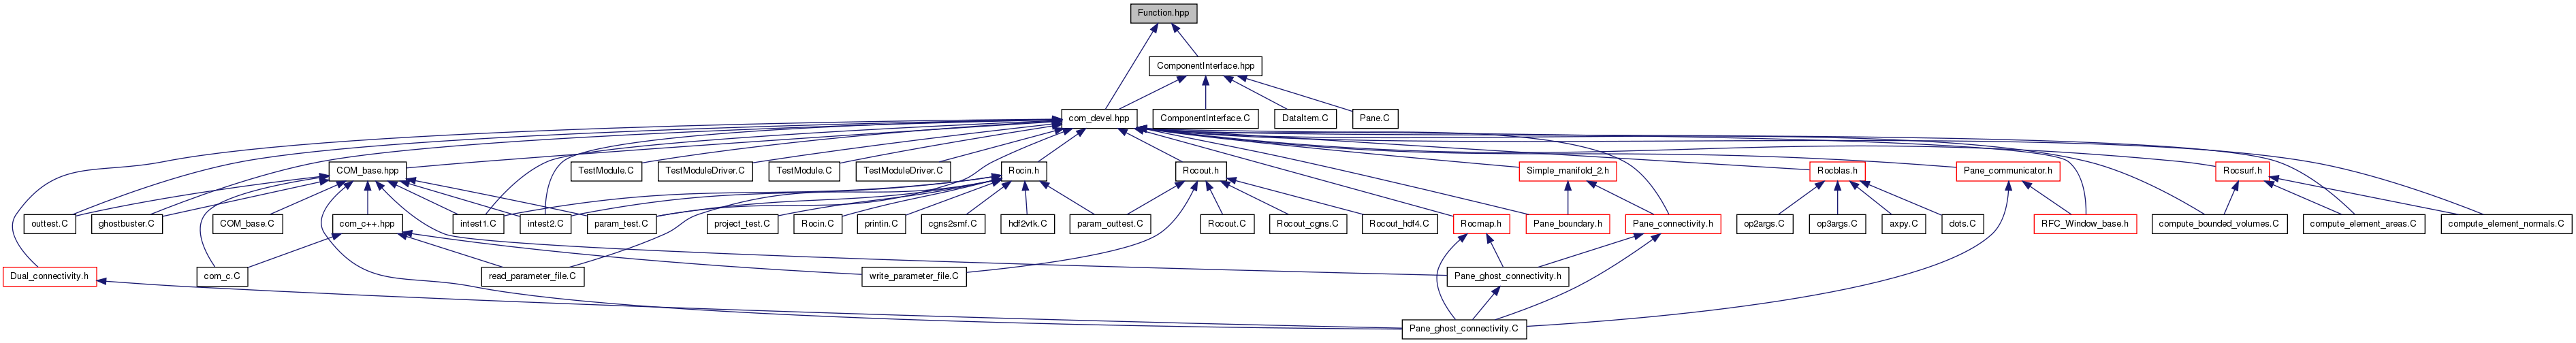 Function.hpp
ComponentInterface.hpp
com_devel.hpp
ComponentInterface.C
DataItem.C
Pane.C
COM_base.hpp
TestModule.C
TestModuleDriver.C
TestModule.C
TestModuleDriver.C
Rocin.h
Rocout.h
Simple_manifold_2.h
Rocblas.h
Pane_communicator.h
Rocsurf.h
outtest.C
ghostbuster.C
COM_base.C
com_c++.hpp
intest1.C
intest2.C
param_test.C
project_test.C
Rocin.C
printin.C
cgns2smf.C
hdf2vtk.C
param_outtest.C
Rocout.C
Rocout_cgns.C
Rocout_hdf4.C
Rocmap.h
Pane_boundary.h
Pane_connectivity.h
op2args.C
op3args.C
axpy.C
dots.C
RFC_Window_base.h
compute_bounded_volumes.C
compute_element_areas.C
compute_element_normals.C
Dual_connectivity.h
com_c.C
read_parameter_file.C
write_parameter_file.C
Pane_ghost_connectivity.h
Pane_ghost_connectivity.C